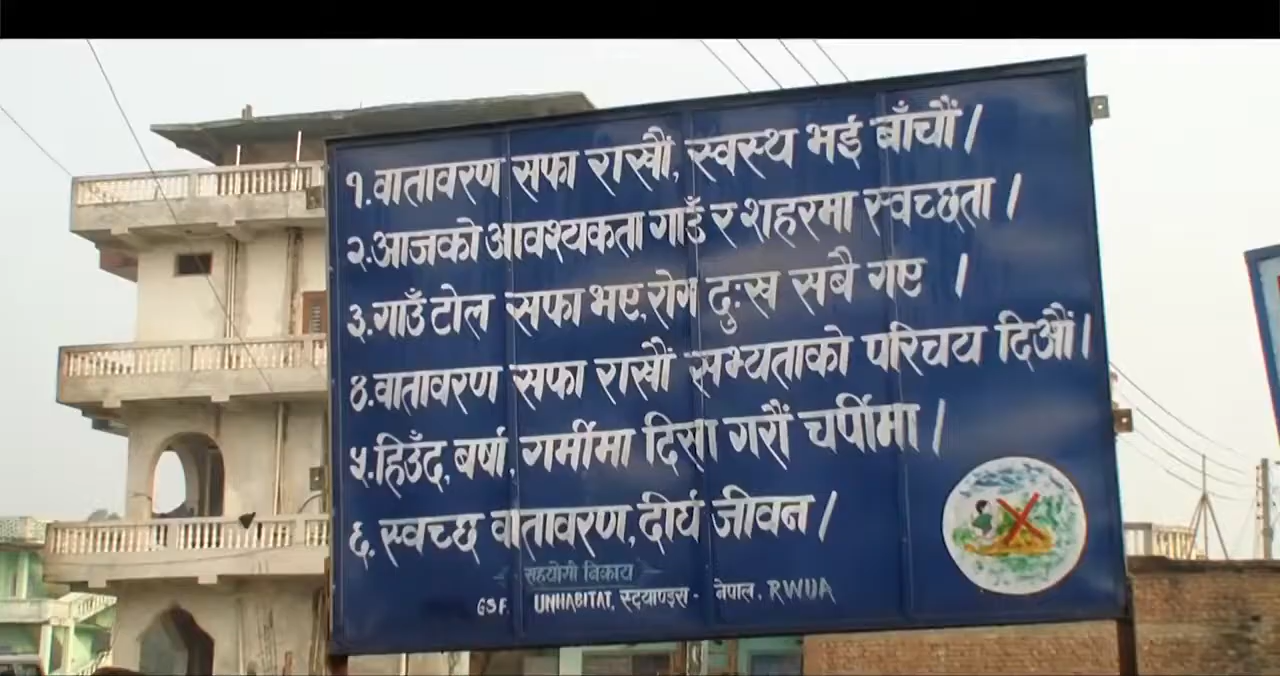 १.वातावरण सफा राखौं, स्वस्थ भई बाँचौं।
२.आजको आवश्यकता गाउँ र शहरमा स्वच्छता ।
३.गाउँ टोल सफा भए, रोग दुःख सबै गए ।
४.वातावरण सफा राखौं सभ्यताको परिचय दिऔं।
५.हिउँद, बर्षा, गर्मीमा दिसा गरौं चर्पीमा ।
६.स्वच्छ वातावरण, दीर्घ जीवन ।
सहयोगी निकाय
GSF, UNHABITAT, स्ट्याण्ड्स - नेपाल, RWUA